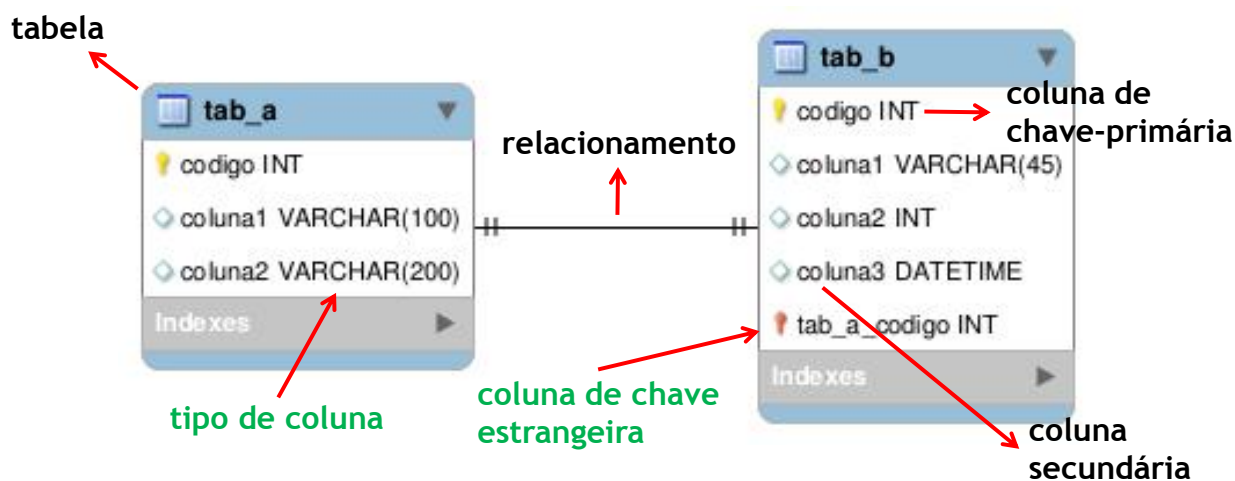 tabela
tab_a
codigo INT
coluna1 VARCHAR(100)
coluna2 VARCHAR(200)
Indexes
tipo de coluna
relacionamento
tab_b
codigo INT
coluna1 VARCHAR(45)
coluna2 INT
coluna3 DATETIME
tab_a_codigo INT
Indexes
coluna de
chave-primária
coluna de chave
estrangeira
coluna
secundária